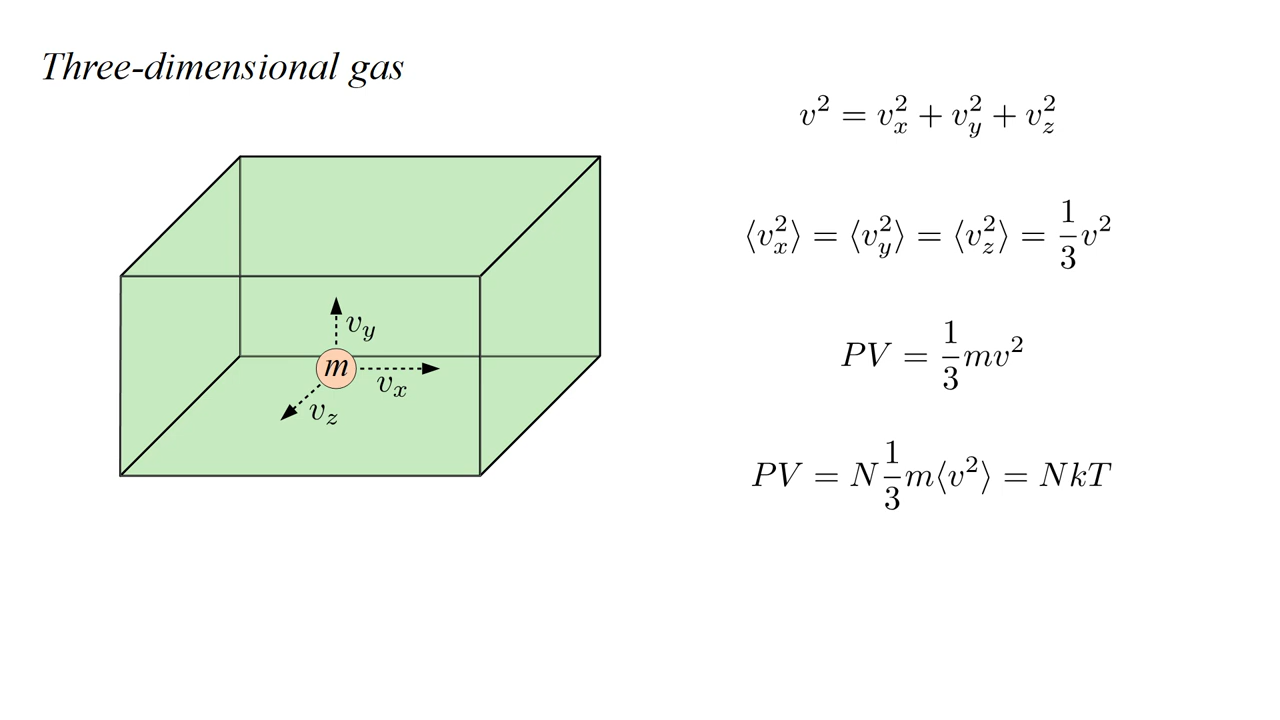 Three-dimensional gas
v² = v_x² + v_y² + v_z²
⟨v_x²⟩ = ⟨v_y²⟩ = ⟨v_z²⟩ = 1/3 v²
v_y
m
v_x
v_z
PV = 1/3 mv²
PV = N 1/3 m⟨v²⟩ = NkT